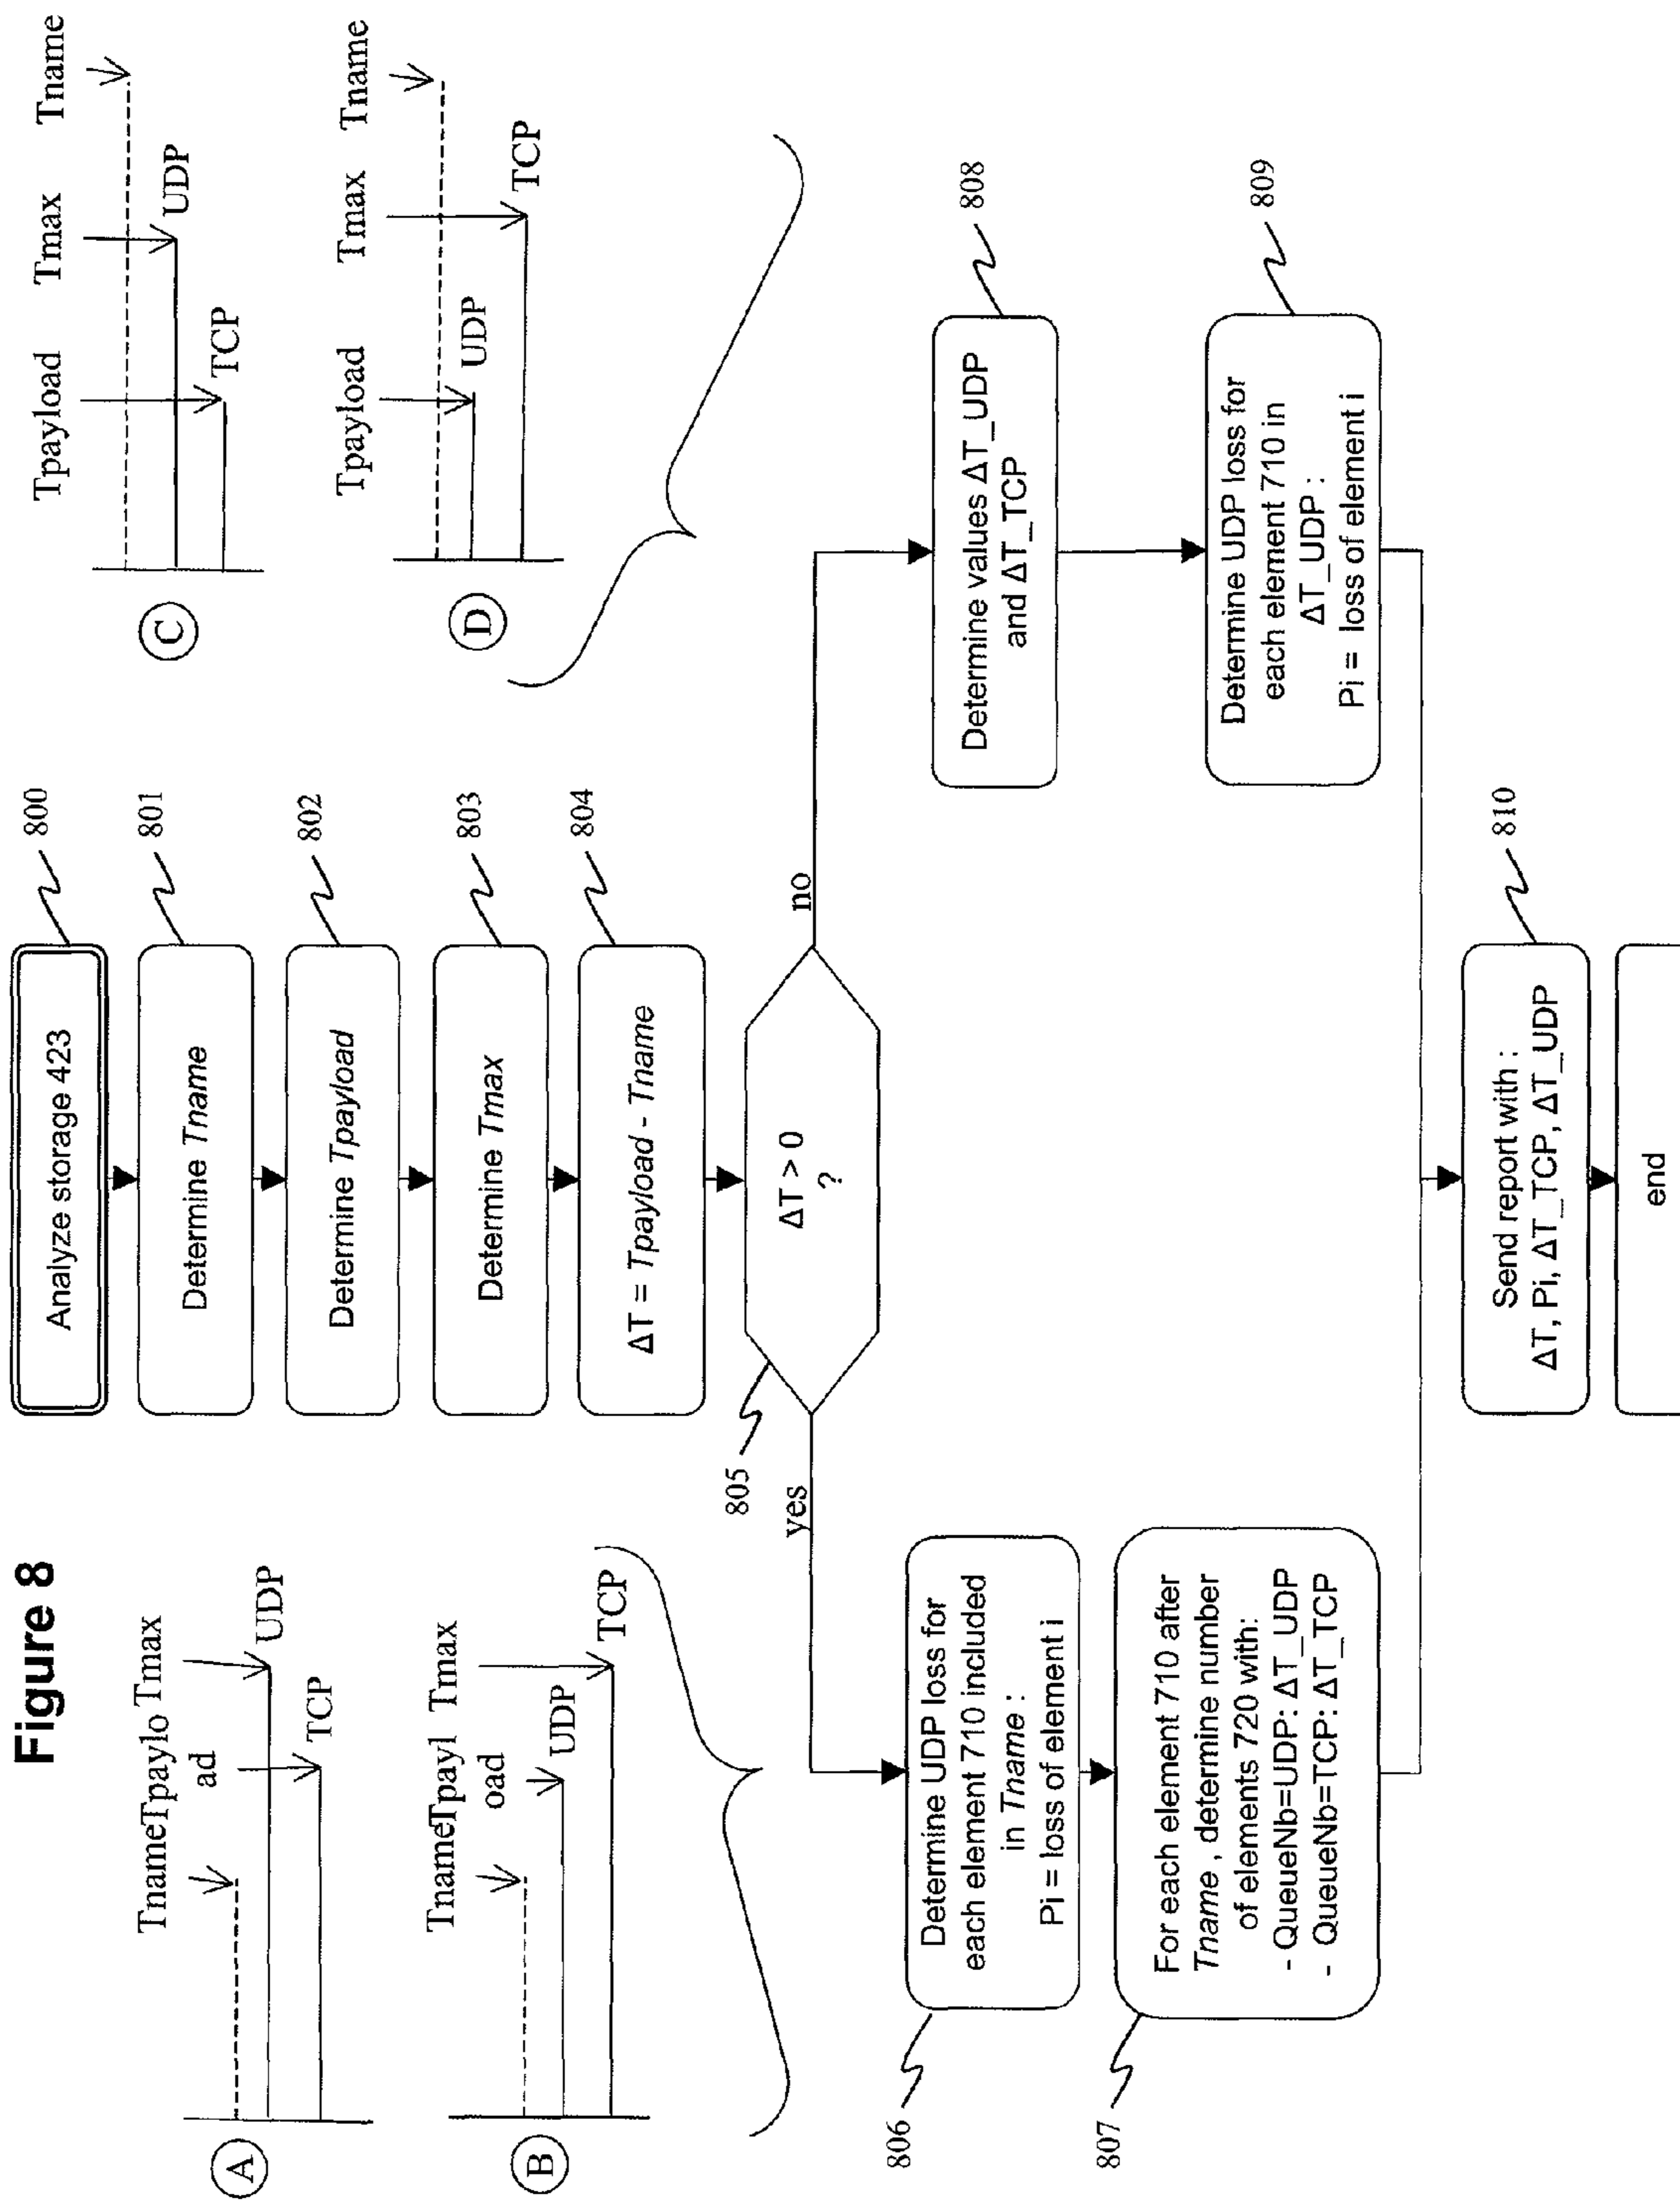 Figure 8
TnameTpaylo Tmax
ad
UDP
TCP
A
TnameTpayl Tmax
oad
UDP
TCP
B
Tpayload Tmax Tname
UDP
TCP
C
Tpayload Tmax Tname
UDP
TCP
D
Analyze storage 423
800
Determine Tname
801
Determine Tpayload
802
Determine Tmax
803
ΔT = Tpayload - Tname
804
ΔT > 0
?
805
yes
no
Determine UDP loss for
each element 710 included
in Tname :
Pi = loss of element i
806
For each element 710 after
Tname , determine number
of elements 720 with:
- QueueNb=UDP: ΔT_UDP
- QueueNb=TCP: ΔT_TCP
807
Determine values ΔT_UDP
and ΔT_TCP
808
Determine UDP loss for
each element 710 in
ΔT_UDP :
Pi = loss of element i
809
Send report with :
ΔT, Pi, ΔT_TCP, ΔT_UDP
810
end